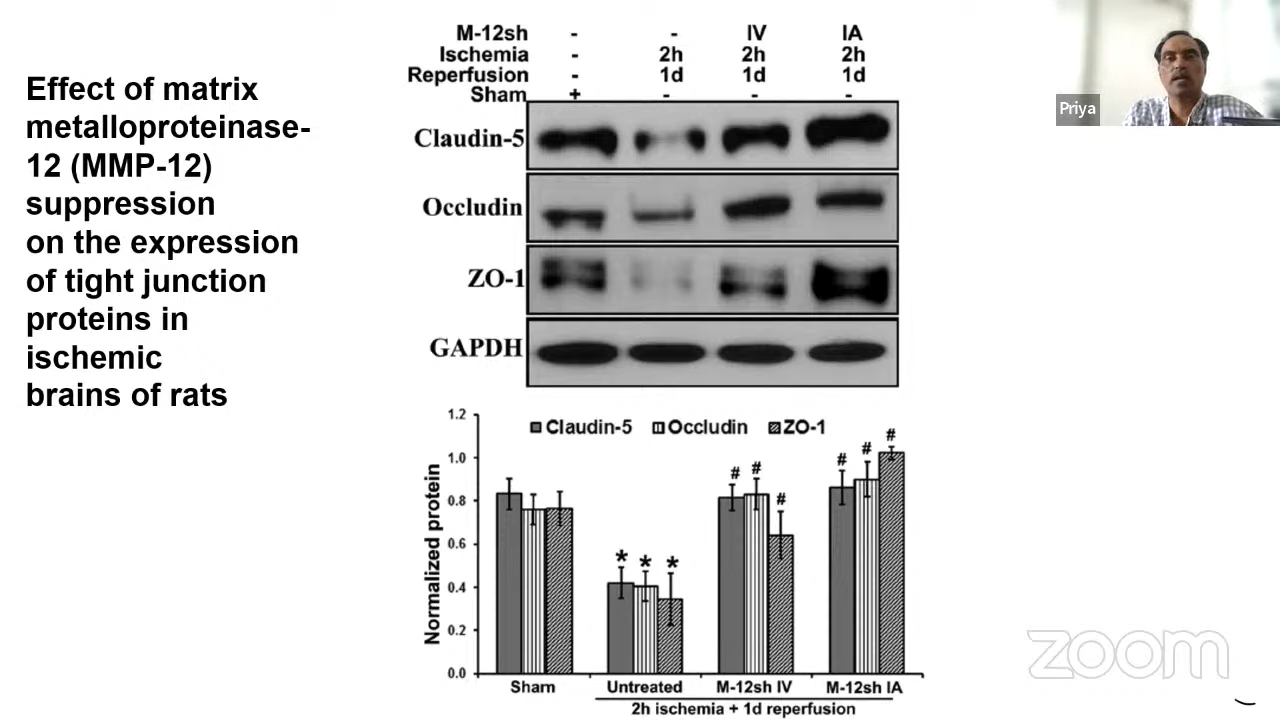 Effect of matrix
metalloproteinase-
12 (MMP-12)
suppression
on the expression
of tight junction
proteins in
ischemic
brains of rats
M-12sh - - IV IA
Ischemia - 2h 2h 2h
Reperfusion - 1d 1d 1d
Sham + - - -
Claudin-5
Occludin
ZO-1
GAPDH
Normalized protein
1.2
1.0
0.8
0.6
0.4
0.2
0.0
Claudin-5 Occludin ZO-1
* * *
# # #
# # #
Sham Untreated M-12sh IV M-12sh IA
2h ischemia + 1d reperfusion
Priya
zoom